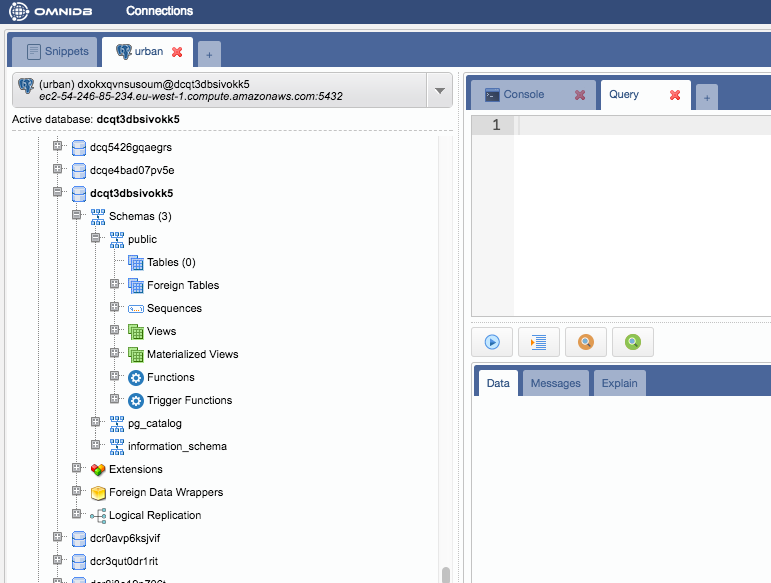 OMNIDB Connections
Snippets urban +
(urban) dxokxqvnsusoum@dcqt3dbsivokk5
ec2-54-246-85-234.eu-west-1.compute.amazonaws.com:5432
Active database: dcqt3dbsivokk5
dcq5426gqaegrs
dcqe4bad07pv5e
dcqt3dbsivokk5
Schemas (3)
public
Tables (0)
Foreign Tables
Sequences
Views
Materialized Views
Functions
Trigger Functions
pg_catalog
information_schema
Extensions
Foreign Data Wrappers
Logical Replication
dcr0avp6ksjvif
dcr3qut0dr1rit
Console Query +
1
Data Messages Explain